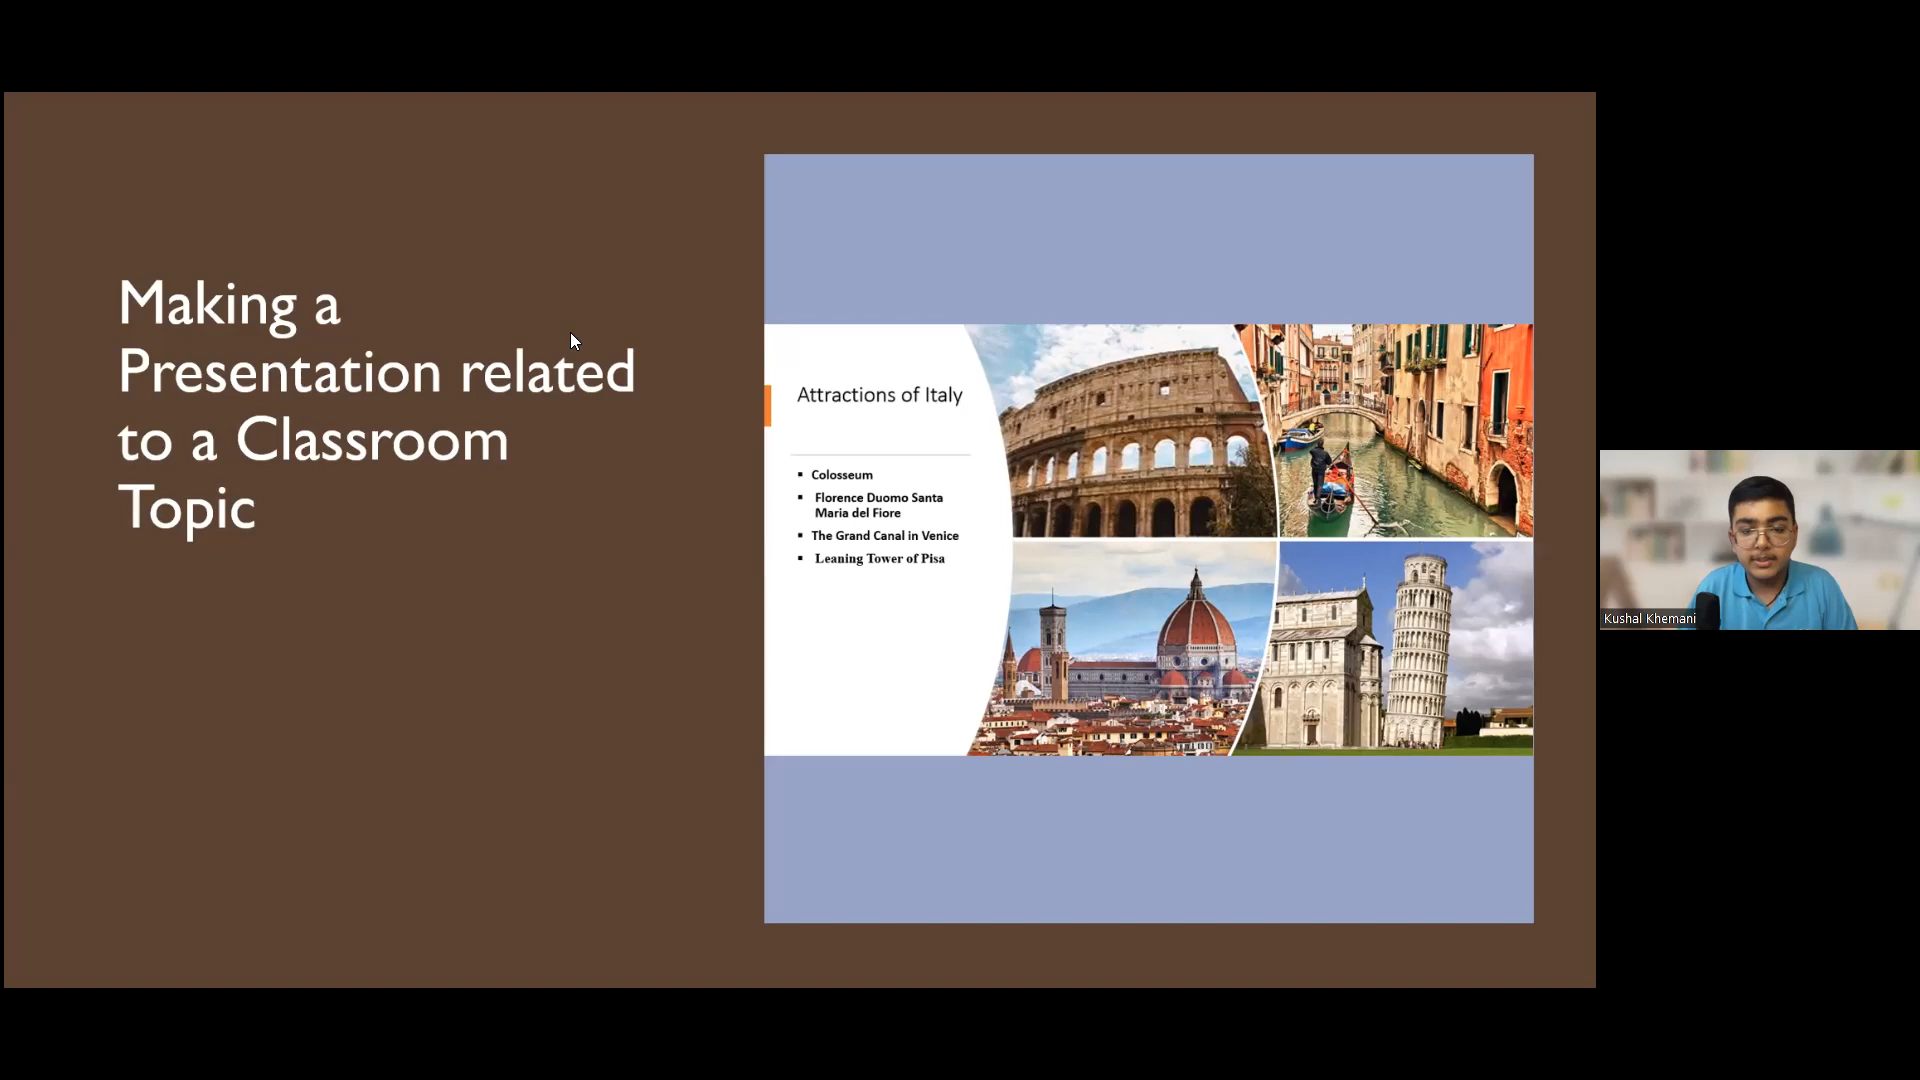 Making a
Presentation related
to a Classroom
Topic
Attractions of Italy
Colosseum
Florence Duomo Santa
Maria del Fiore
The Grand Canal in Venice
Leaning Tower of Pisa
Kushal Khemani